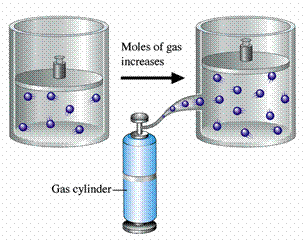 Moles of gas
increases
Gas cylinder